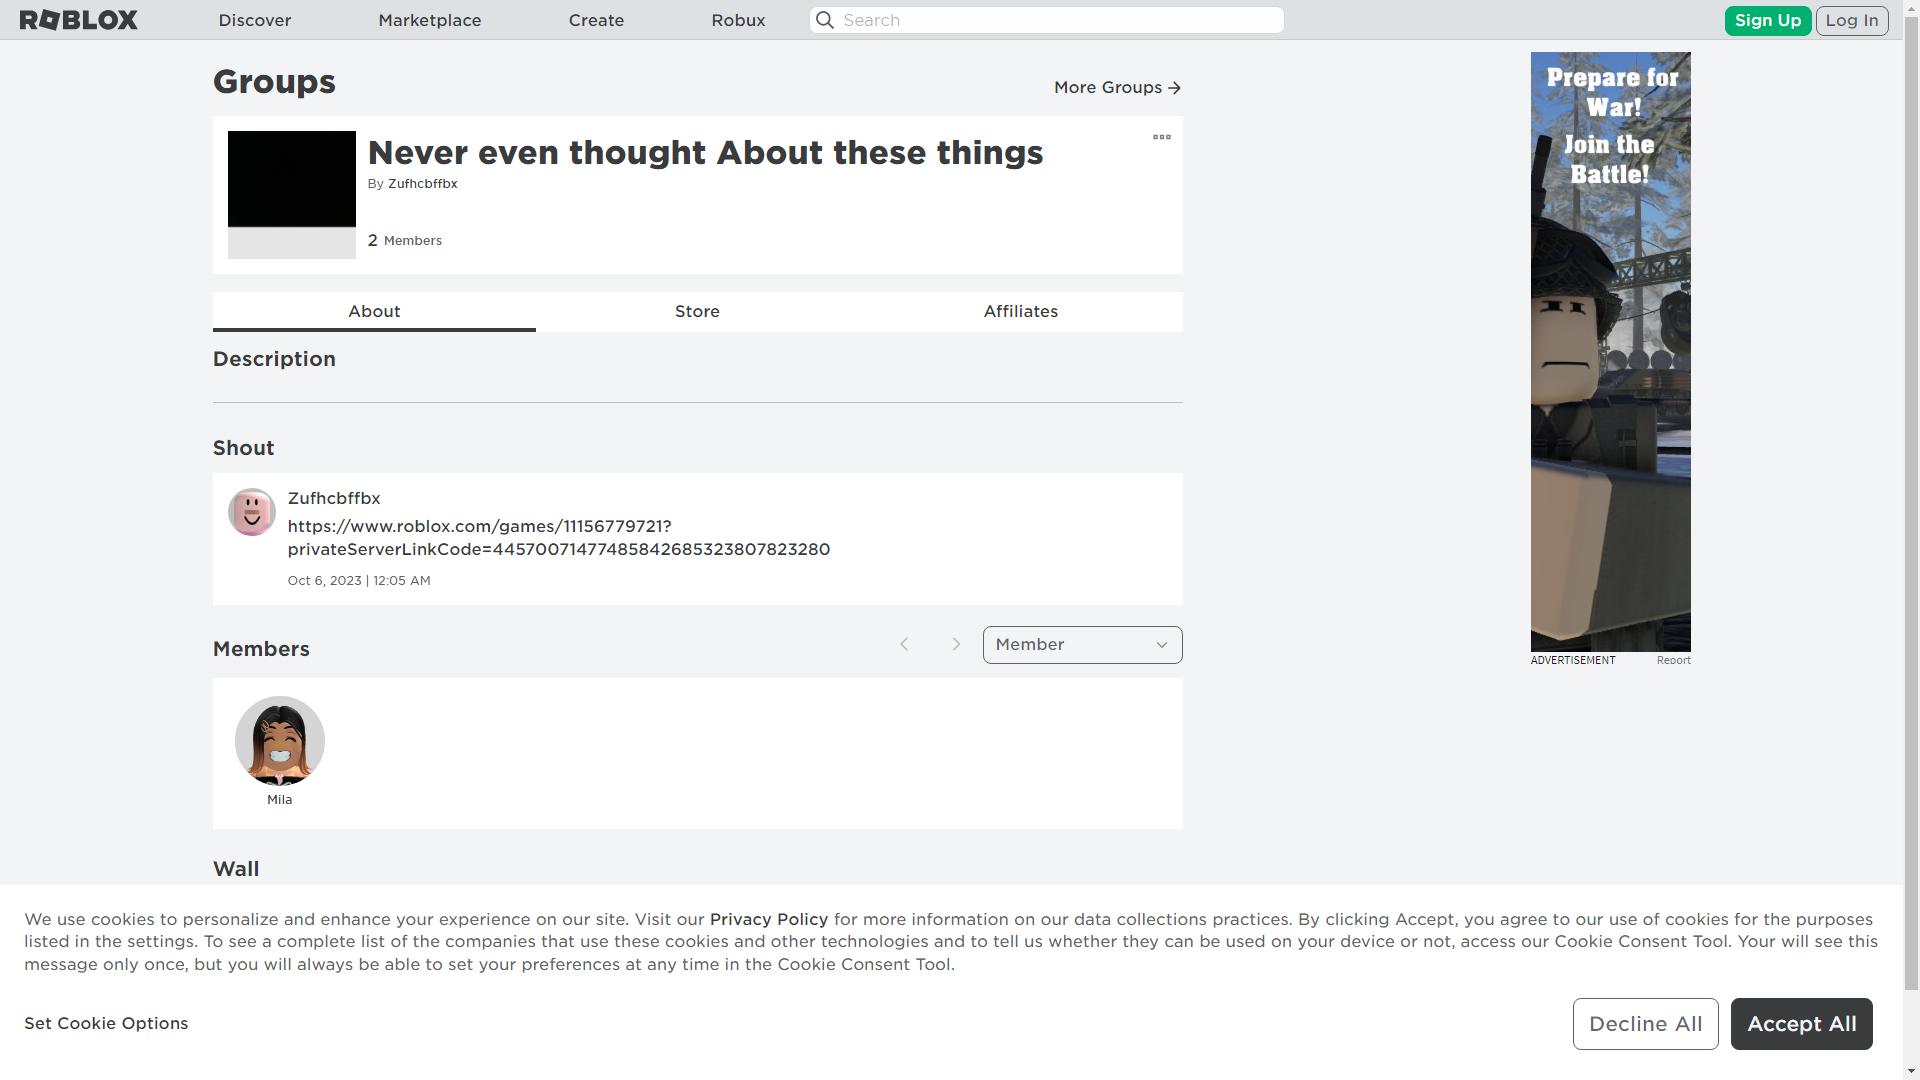 ROBLOX
Discover
Marketplace
Create
Robux
Search
Sign Up
Log In
Groups
More Groups
Never even thought About these things
By Zufhcbffbx
2 Members
About
Store
Affiliates
Description
Shout
Zufhcbffbx
https://www.roblox.com/games/11156779721?
privateServerLinkCode=44570071477485842685323807823280
Oct 6, 2023 | 12:05 AM
Members
Member
Mila
Wall
Prepare for
War!
Join the
Battle!
ADVERTISEMENT
Report
We use cookies to personalize and enhance your experience on our site. Visit our Privacy Policy for more information on our data collections practices. By clicking Accept, you agree to our use of cookies for the purposes
listed in the settings. To see a complete list of the companies that use these cookies and other technologies and to tell us whether they can be used on your device or not, access our Cookie Consent Tool. Your will see this
message only once, but you will always be able to set your preferences at any time in the Cookie Consent Tool.
Set Cookie Options
Decline All
Accept All